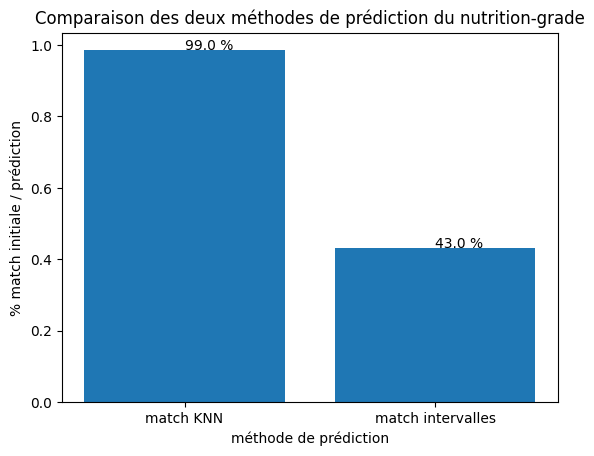 Comparaison des deux méthodes de prédiction du nutrition-grade
% match initiale / prédiction
1.0
0.8
0.6
0.4
0.2
0.0
99.0 %
43.0 %
match KNN
match intervalles
méthode de prédiction